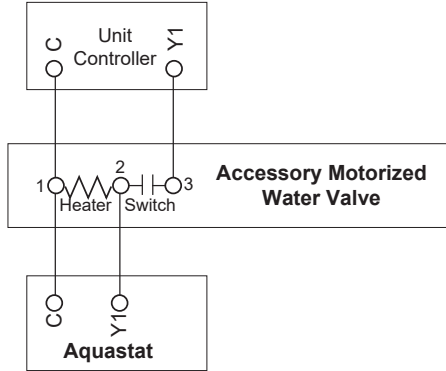 C
Unit
Controller
Y1
1
2
3
Heater
Switch
Accessory Motorized
Water Valve
C
Y1
Aquastat